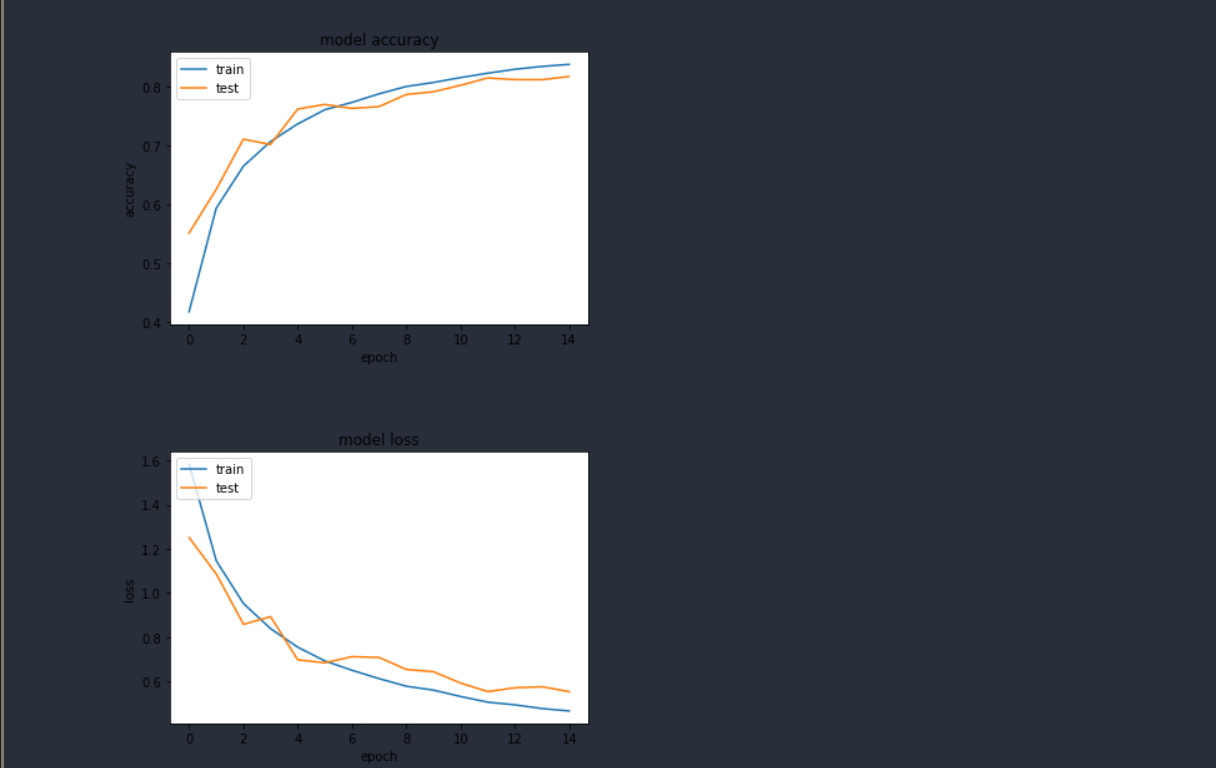 model accuracy
train
test
0.8
0.7
0.6
0.5
0.4
accuracy
0 2 4 6 8 10 12 14
epoch
model loss
train
test
1.6
1.4
1.2
1.0
0.8
0.6
loss
0 2 4 6 8 10 12 14
epoch